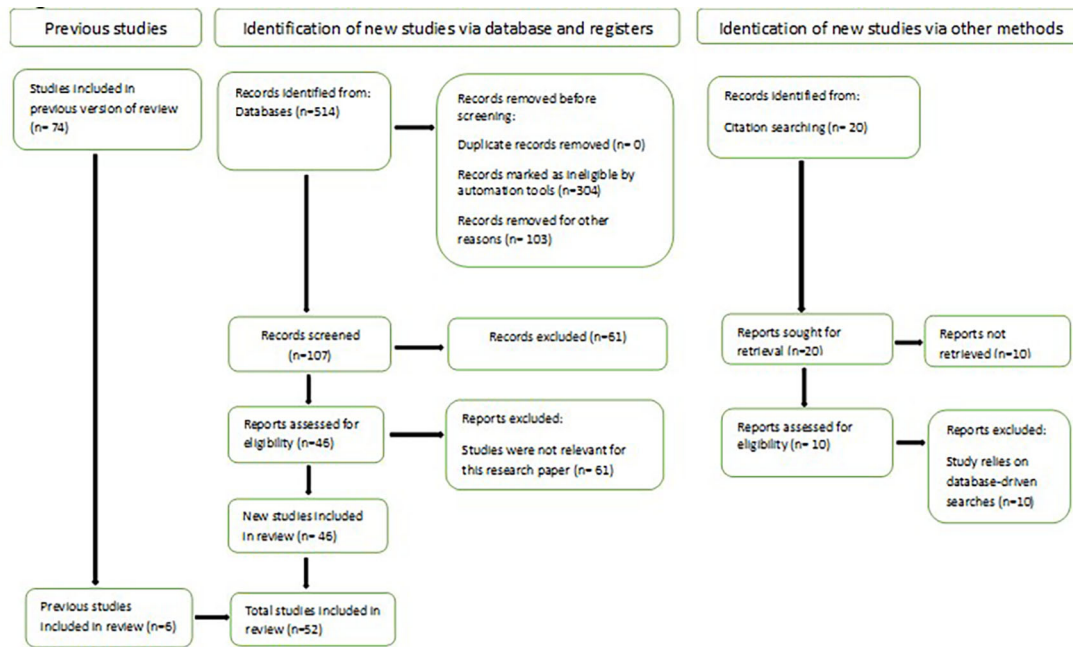 Previous studies
Identification of new studies via database and registers
Identication of new studies via other methods
Studies included in
previous version of review
(n= 74)
Records identified from:
Databases (n=514)
Records removed before
screening:
Duplicate records removed (n= 0)
Records marked as ineligible by
automation tools (n=304)
Records removed for other
reasons (n= 103)
Records identified from:
Citation searching (n= 20)
Records screened
(n=107)
Records excluded (n=61)
Reports sought for
retrieval (n=20)
Reports not
retrieved (n=10)
Reports assessed for
eligibility (n=46)
Reports excluded:
Studies were not relevant for
this research paper (n= 61)
Reports assessed for
eligibility (n= 10)
Reports excluded:
Study relies on
database-driven
searches (n=10)
New studies included
in review (n= 46)
Previous studies
included in review (n=6)
Total studies included in
review (n=52)